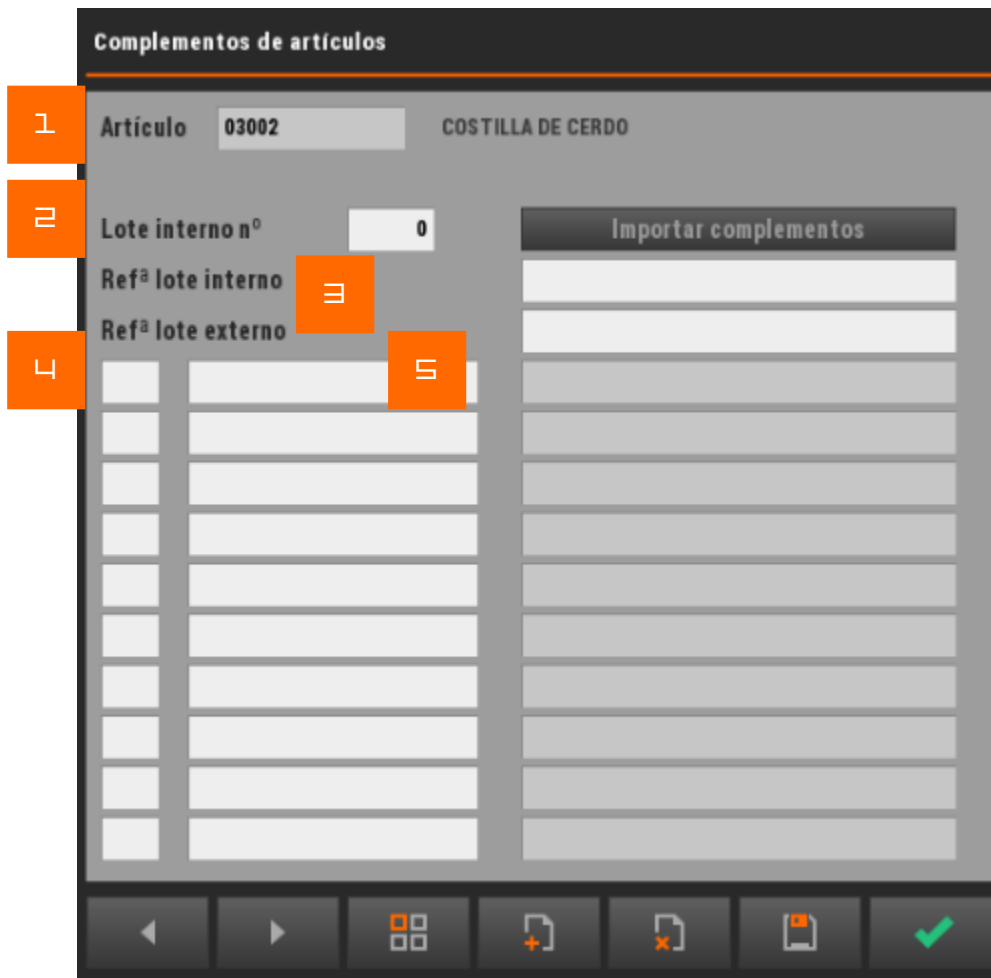 Complementos de artículos
1 Artículo 03002 COSTILLA DE CERDO
2 Lote interno nº 0 Importar complementos
Refª lote interno 3
Refª lote externo
4 5